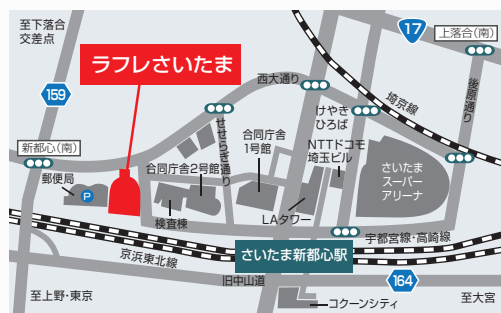 至下落合
交差点
17
上落合(南)
ラフレさいたま
西大通り
埼京線
後原通り
159
けやき
ひろば
せせらぎ通り
合同庁舎
1号館
NTTドコモ
埼玉ビル
新都心(南)
合同庁舎2号館
さいたま
スーパー
アリーナ
郵便局
P
検査棟
LAタワー
宇都宮線・高崎線
さいたま新都心駅
京浜東北線
旧中山道
164
至上野・東京
至大宮
コクーンシティ